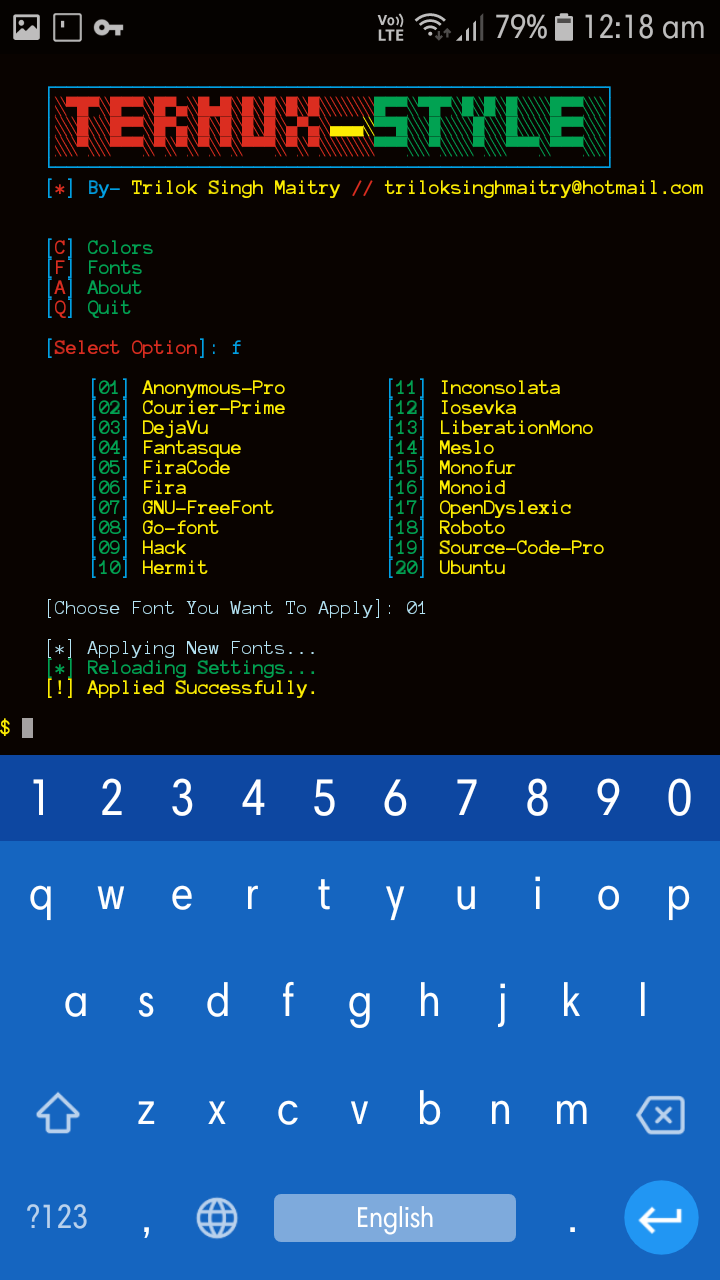 Vo)) LTE 79% 12:18 am
TERMUX_STYLE
[*] By- Trilok Singh Maitry // triloksinghmaitry@hotmail.com
[C] Colors
[F] Fonts
[A] About
[Q] Quit
[Select Option]: f
[01] Anonymous-Pro [11] Inconsolata
[02] Courier-Prime [12] Iosevka
[03] DejaVu [13] LiberationMono
[04] Fantasque [14] Meslo
[05] FiraCode [15] Monofur
[06] Fira [16] Monoid
[07] GNU-FreeFont [17] OpenDyslexic
[08] Go-font [18] Roboto
[09] Hack [19] Source-Code-Pro
[10] Hermit [20] Ubuntu
[Choose Font You Want To Apply]: 01
[*] Applying New Fonts...
[*] Reloading Settings...
[!] Applied Successfully.
$
1 2 3 4 5 6 7 8 9 0
q w e r t y u i o p
a s d f g h j k l
z x c v b n m
?123 , English .